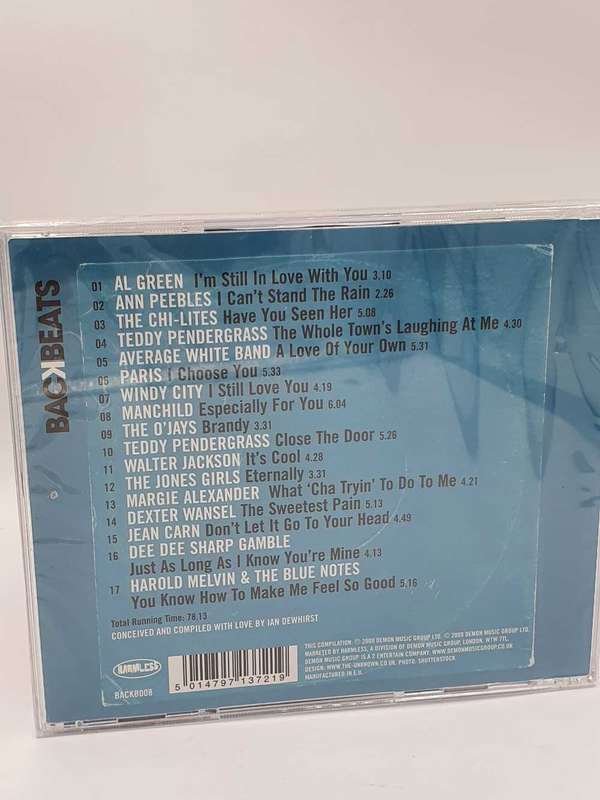 BACKBEATS
01 AL GREEN I'm Still In Love With You 3.10
02 ANN PEEBLES I Can't Stand The Rain 2.26
03 THE CHI-LITES Have You Seen Her 5.08
04 TEDDY PENDERGRASS The Whole Town's Laughing At Me 4.30
05 AVERAGE WHITE BAND A Love Of Your Own 5.31
06 PARIS I Choose You 5.33
07 WINDY CITY I Still Love You 4.19
08 MANCHILD Especially For You 6.04
09 THE O'JAYS Brandy 3.31
10 TEDDY PENDERGRASS Close The Door 5.26
11 WALTER JACKSON It's Cool 4.28
12 THE JONES GIRLS Eternally 3.31
13 MARGIE ALEXANDER What 'Cha Tryin' To Do To Me 4.21
14 DEXTER WANSEL The Sweetest Pain 5.13
15 JEAN CARN Don't Let It Go To Your Head 4.49
16 DEE DEE SHARP GAMBLE
Just As Long As I Know You're Mine 4.13
17 HAROLD MELVIN & THE BLUE NOTES
You Know How To Make Me Feel So Good 5.16
Total Running Time: 78.13
CONCEIVED AND COMPILED WITH LOVE BY IAN DEWHIRST
HARMLESS
BACKB008
5 014797 137219
THIS COMPILATION: ℗ 2009 DEMON MUSIC GROUP LTD. © 2009 DEMON MUSIC GROUP LTD.
MARKETED BY HARMLESS, A DIVISION OF DEMON MUSIC GROUP, LONDON, W1W 7TL.
DEMON MUSIC GROUP IS A 2 ENTERTAIN COMPANY. WWW.DEMONMUSICGROUP.CO.UK
DESIGN: WWW.THE-UNKNOWN.CO.UK. PHOTO: SHUTTERSTOCK
MANUFACTURED IN E.U.